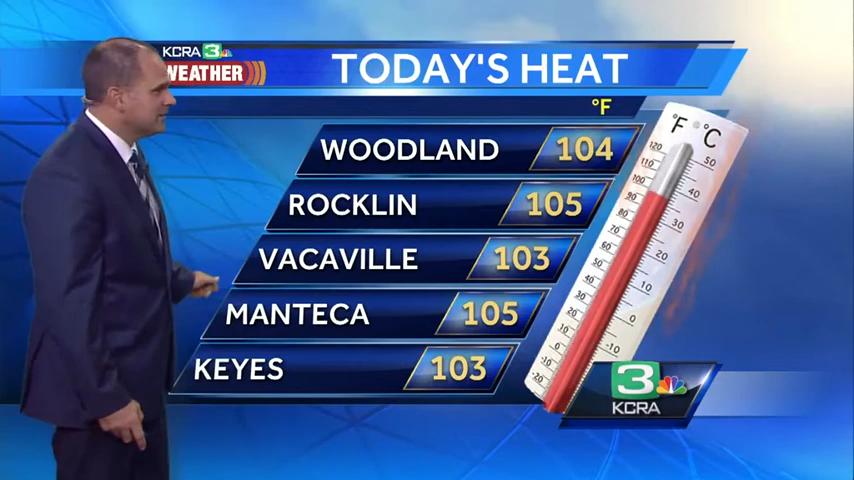 KCRA 3
WEATHER
TODAY'S HEAT
°F
WOODLAND 104
ROCKLIN 105
VACAVILLE 103
MANTECA 105
KEYES 103
°F °C
120
110
100
90
80
70
60
50
40
30
20
10
0
-10
-20
50
40
30
20
10
0
-10
3
KCRA